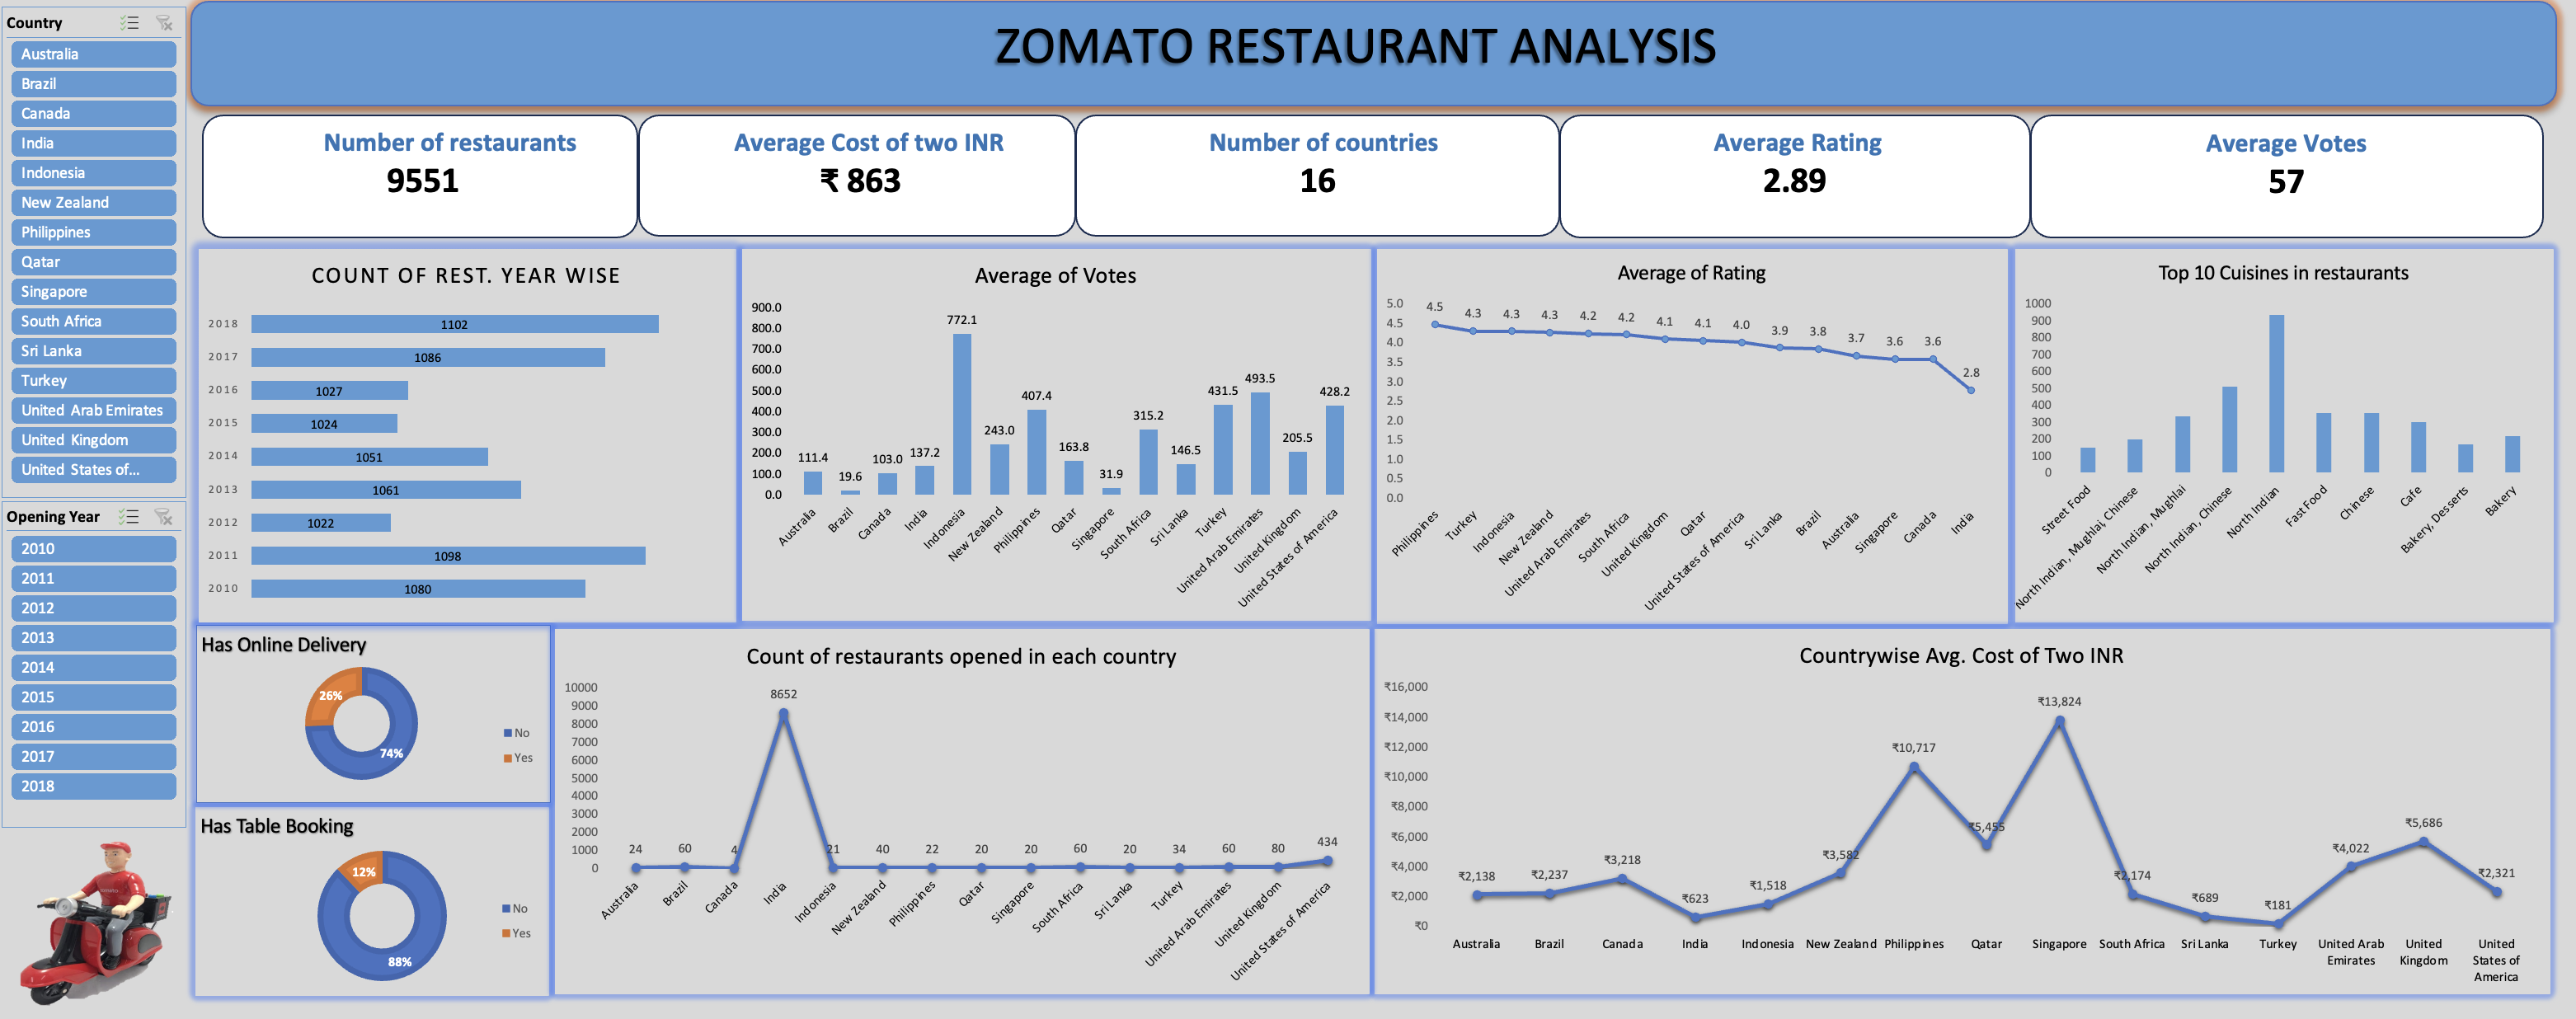 ZOMATO RESTAURANT ANALYSIS
Country
Australia
Brazil
Canada
India
Indonesia
New Zealand
Philippines
Qatar
Singapore
South Africa
Sri Lanka
Turkey
United Arab Emirates
United Kingdom
United States of...
Opening Year
2010
2011
2012
2013
2014
2015
2016
2017
2018
Number of restaurants
9551
Average Cost of two INR
₹ 863
Number of countries
16
Average Rating
2.89
Average Votes
57
COUNT OF REST. YEAR WISE
2018 1102
2017 1086
2016 1027
2015 1024
2014 1051
2013 1061
2012 1022
2011 1098
2010 1080
Average of Votes
900.0
800.0
700.0
600.0
500.0
400.0
300.0
200.0
100.0
0.0
111.4
19.6
103.0
137.2
772.1
243.0
407.4
163.8
31.9
315.2
146.5
431.5
493.5
205.5
428.2
Australia
Brazil
Canada
India
Indonesia
New Zealand
Philippines
Qatar
Singapore
South Africa
Sri Lanka
Turkey
United Arab Emirates
United Kingdom
United States of America
Average of Rating
5.0
4.5
4.0
3.5
3.0
2.5
2.0
1.5
1.0
0.5
0.0
4.5
4.3
4.3
4.3
4.2
4.2
4.1
4.1
4.0
3.9
3.8
3.7
3.6
3.6
2.8
Philippines
Turkey
Indonesia
New Zealand
United Arab Emirates
South Africa
United Kingdom
Qatar
United States of America
Sri Lanka
Brazil
Australia
Singapore
Canada
India
Top 10 Cuisines in restaurants
1000
900
800
700
600
500
400
300
200
100
0
Street Food
North Indian, Mughlai, Chinese
North Indian, Mughlai
North Indian, Chinese
North Indian
Fast Food
Chinese
Cafe
Bakery, Desserts
Bakery
Has Online Delivery
26%
74%
No
Yes
Has Table Booking
12%
88%
No
Yes
Count of restaurants opened in each country
10000
9000
8000
7000
6000
5000
4000
3000
2000
1000
0
24
60
4
8652
21
40
22
20
20
60
20
34
60
80
434
Australia
Brazil
Canada
India
Indonesia
New Zealand
Philippines
Qatar
Singapore
South Africa
Sri Lanka
Turkey
United Arab Emirates
United Kingdom
United States of America
Countrywise Avg. Cost of Two INR
₹16,000
₹14,000
₹12,000
₹10,000
₹8,000
₹6,000
₹4,000
₹2,000
₹0
₹2,138
₹2,237
₹3,218
₹623
₹1,518
₹3,582
₹10,717
₹5,455
₹13,824
₹2,174
₹689
₹181
₹4,022
₹5,686
₹2,321
Australia
Brazil
Canada
India
Indonesia
New Zealand
Philippines
Qatar
Singapore
South Africa
Sri Lanka
Turkey
United Arab
Emirates
United
Kingdom
United
States of
America